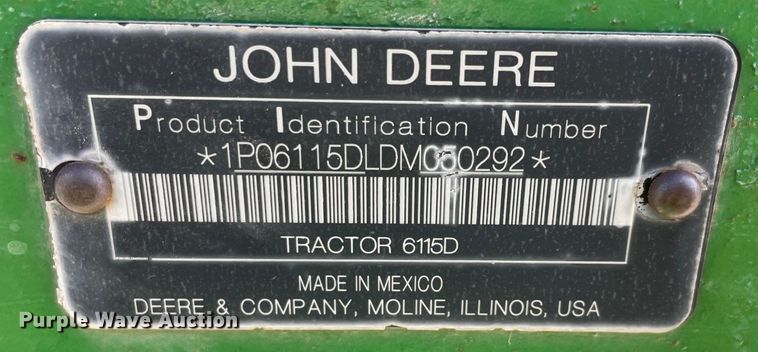 JOHN DEERE
Product Identification Number
*1P06115DLDM050292*
TRACTOR 6115D
MADE IN MEXICO
DEERE & COMPANY, MOLINE, ILLINOIS, USA
Purple Wave Auction